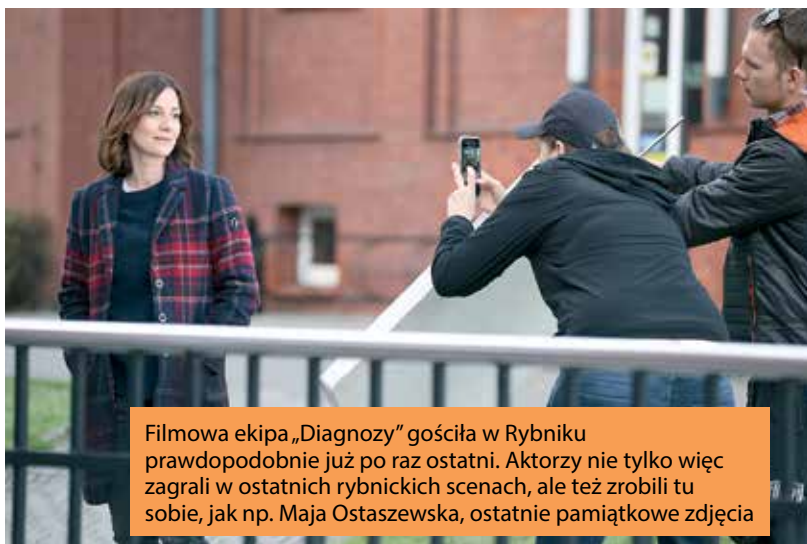 Filmowa ekipa „Diagnozy” gościła w Rybniku
prawdopodobnie już po raz ostatni. Aktorzy nie tylko więc
zagrali w ostatnich rybnickich scenach, ale też zrobili tu
sobie, jak np. Maja Ostaszewska, ostatnie pamiątkowe zdjęcia